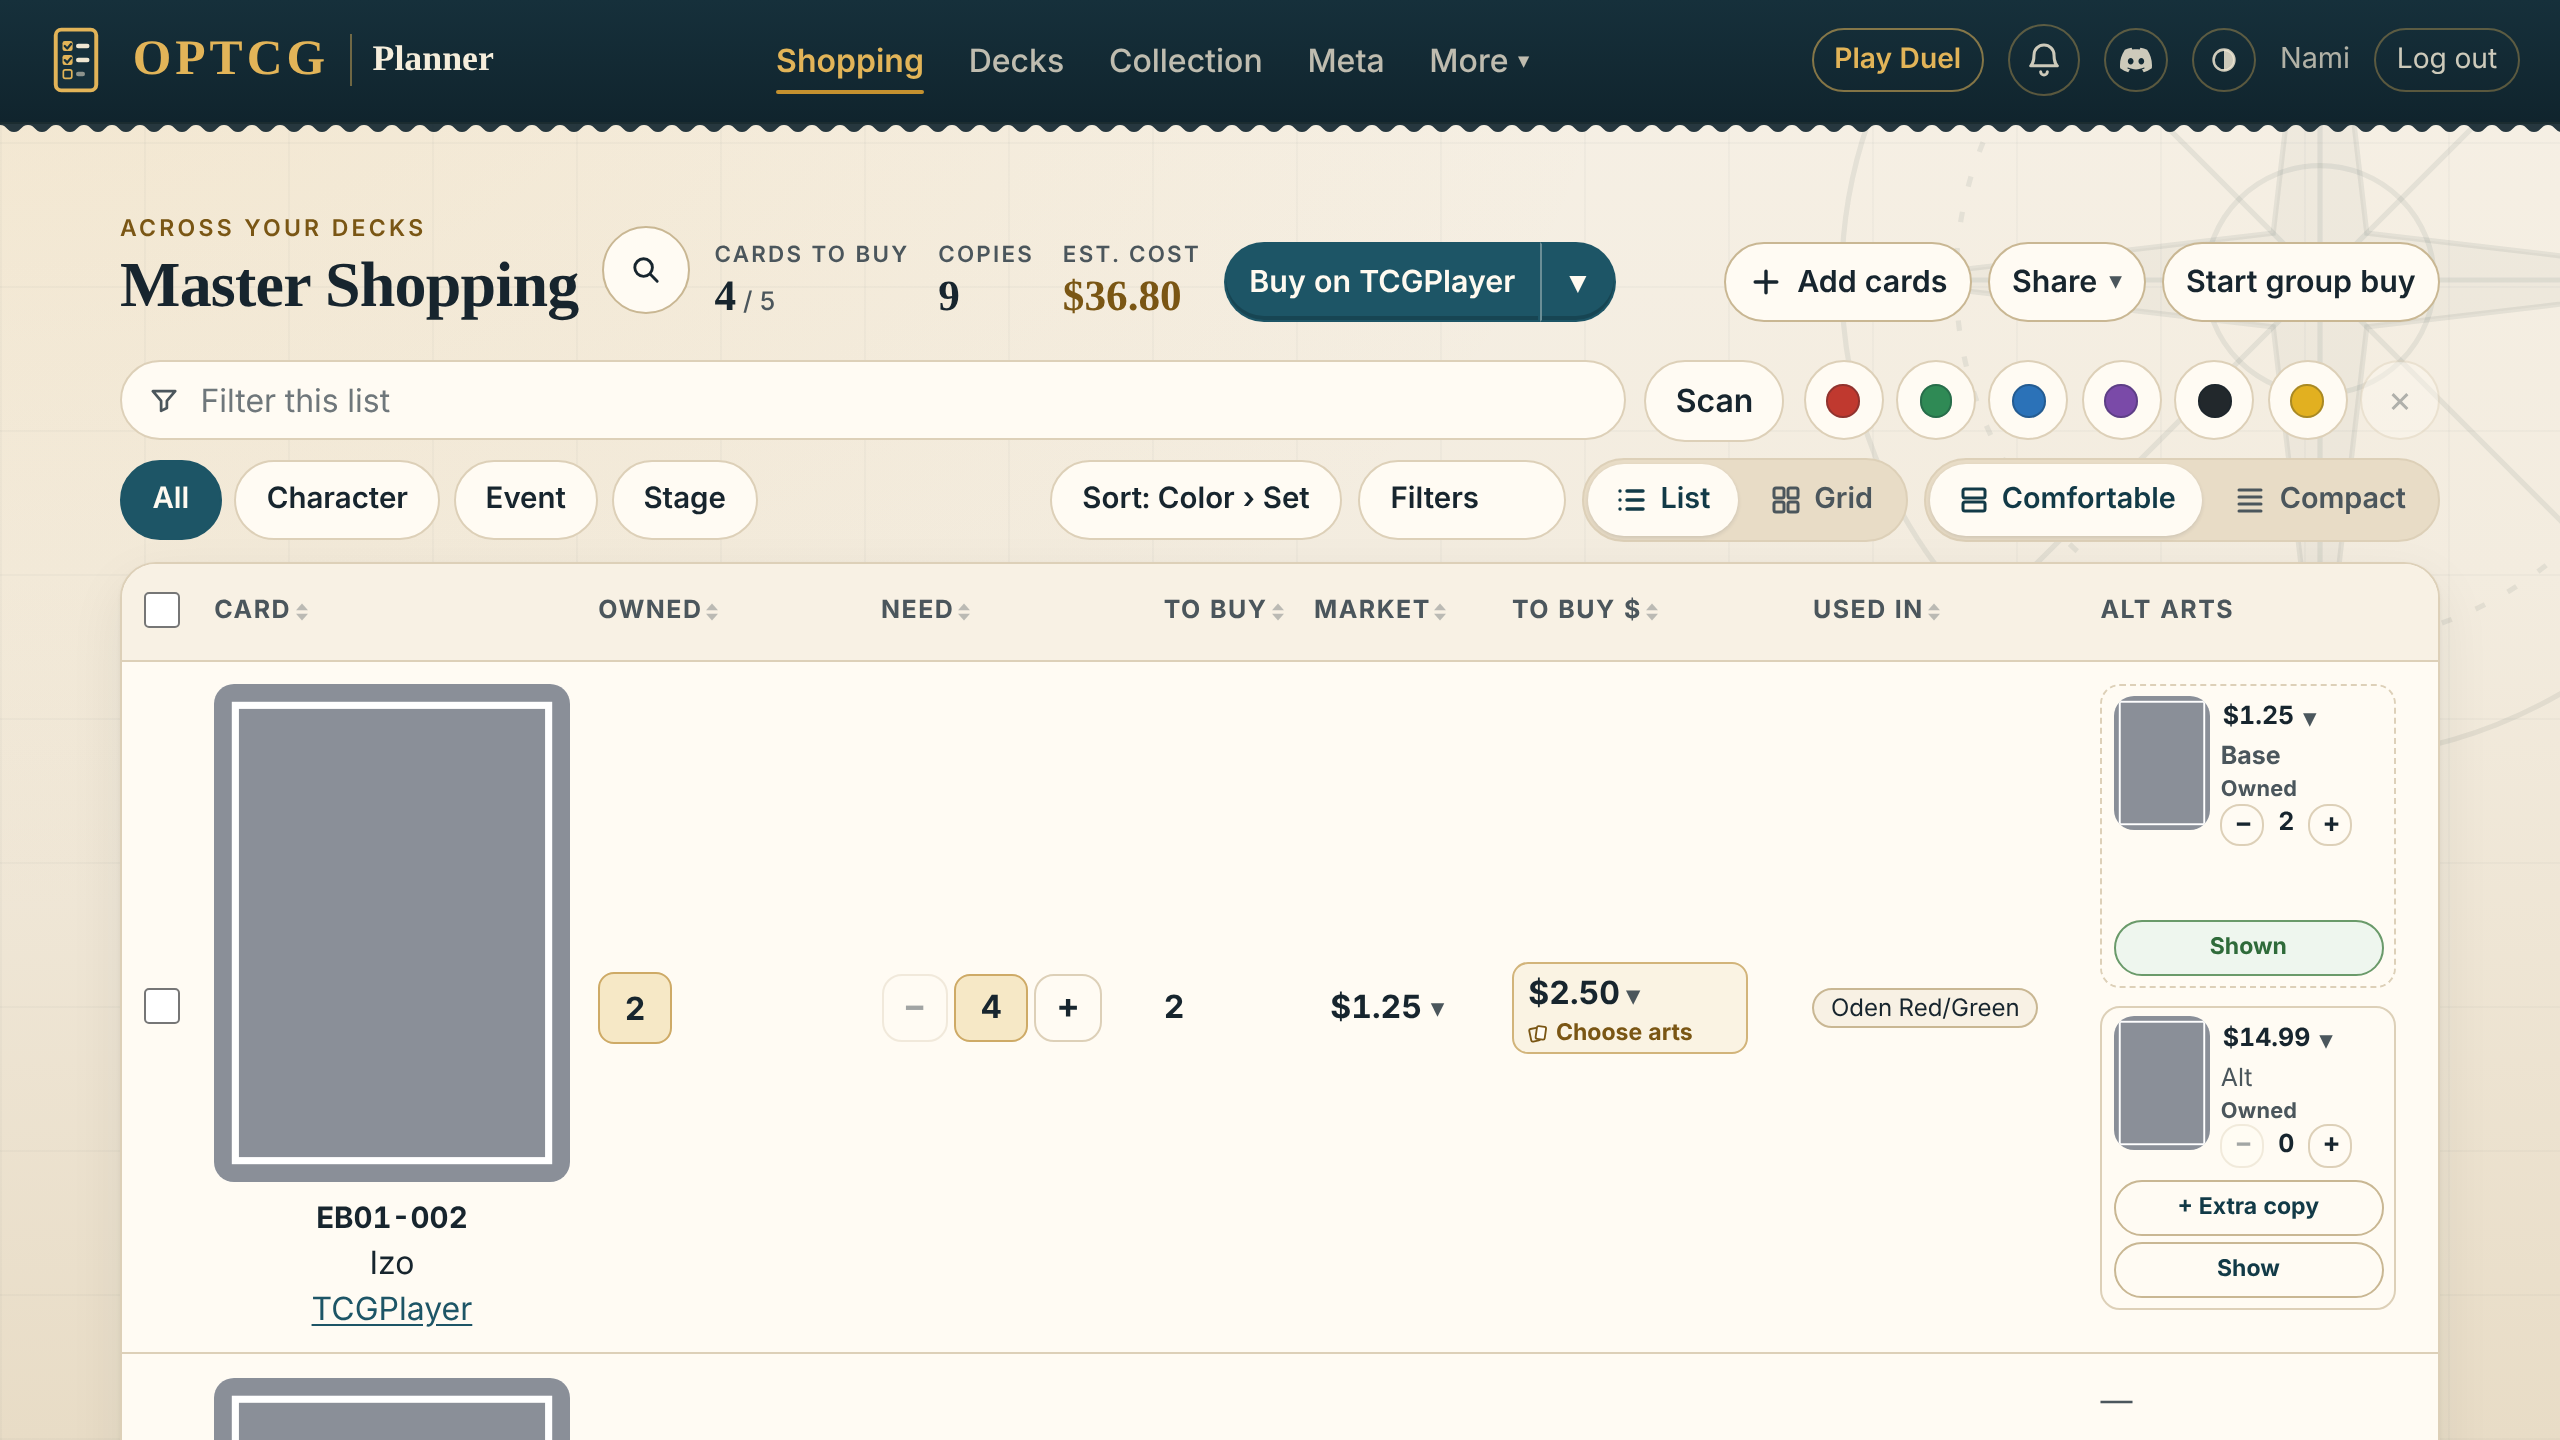 OPTCG Planner
Shopping Decks Collection Meta More ▾
Play Duel Nami Log out
ACROSS YOUR DECKS
Master Shopping
CARDS TO BUY
4 / 5
COPIES
9
EST. COST
$36.80
Buy on TCGPlayer ▼
+ Add cards Share ▾ Start group buy
Filter this list
Scan ×
All Character Event Stage
Sort: Color › Set Filters List Grid Comfortable Compact
CARD OWNED NEED TO BUY MARKET TO BUY $ USED IN ALT ARTS
EB01-002
Izo
TCGPlayer
2
− 4 +
2
$1.25 ▾
$2.50 ▾
Choose arts
Oden Red/Green
$1.25 ▾
Base
Owned
− 2 +
Shown
$14.99 ▾
Alt
Owned
− 0 +
+ Extra copy
Show
—